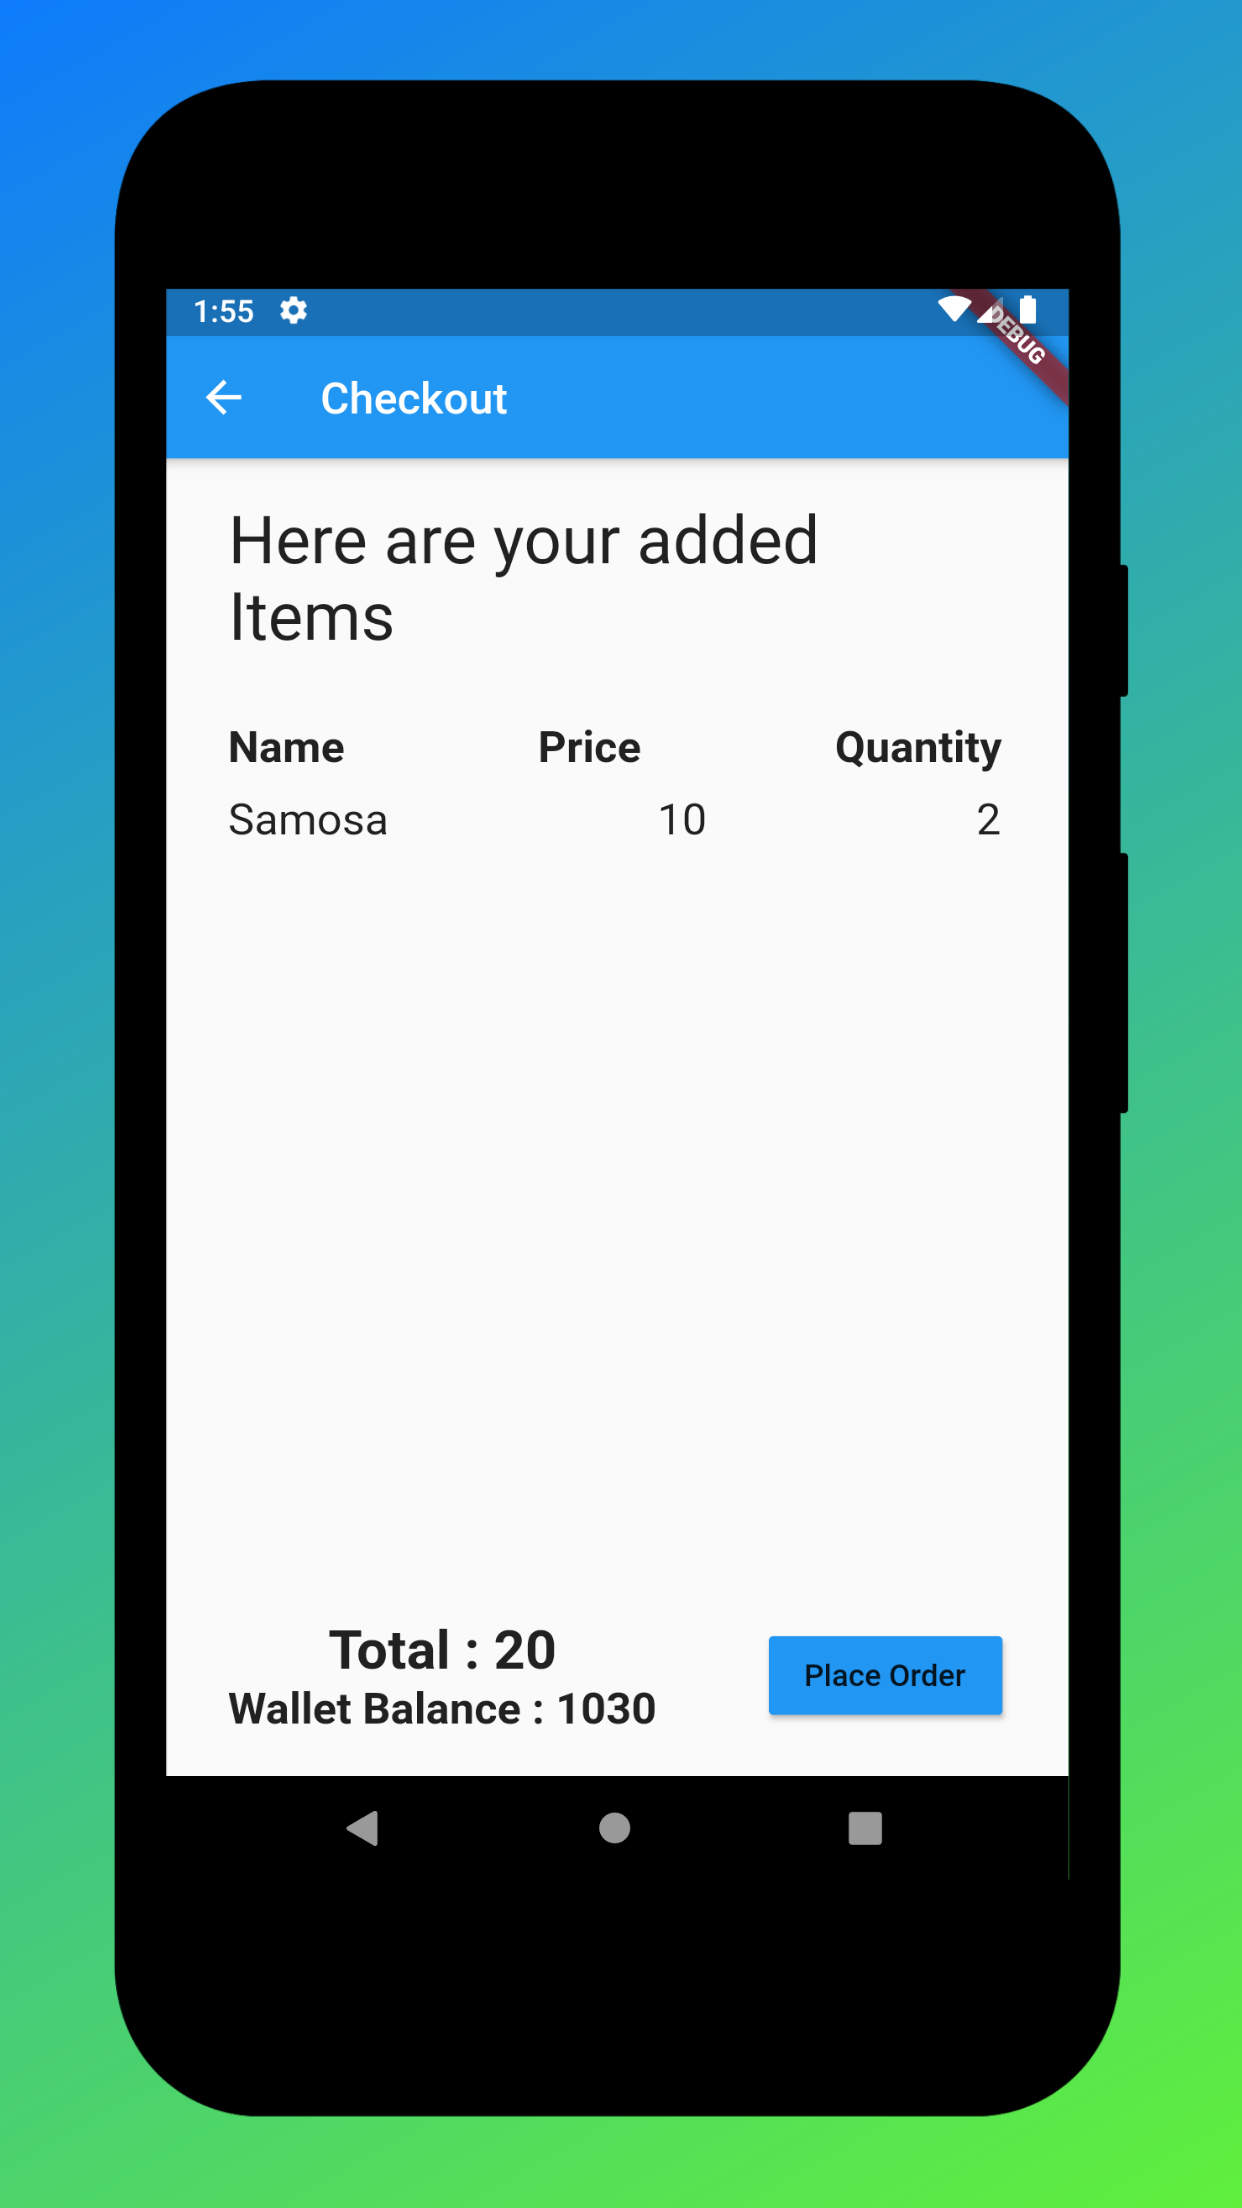 1:55
DEBUG
Checkout
Here are your added
Items
Name Price Quantity
Samosa 10 2
Total : 20
Wallet Balance : 1030
Place Order